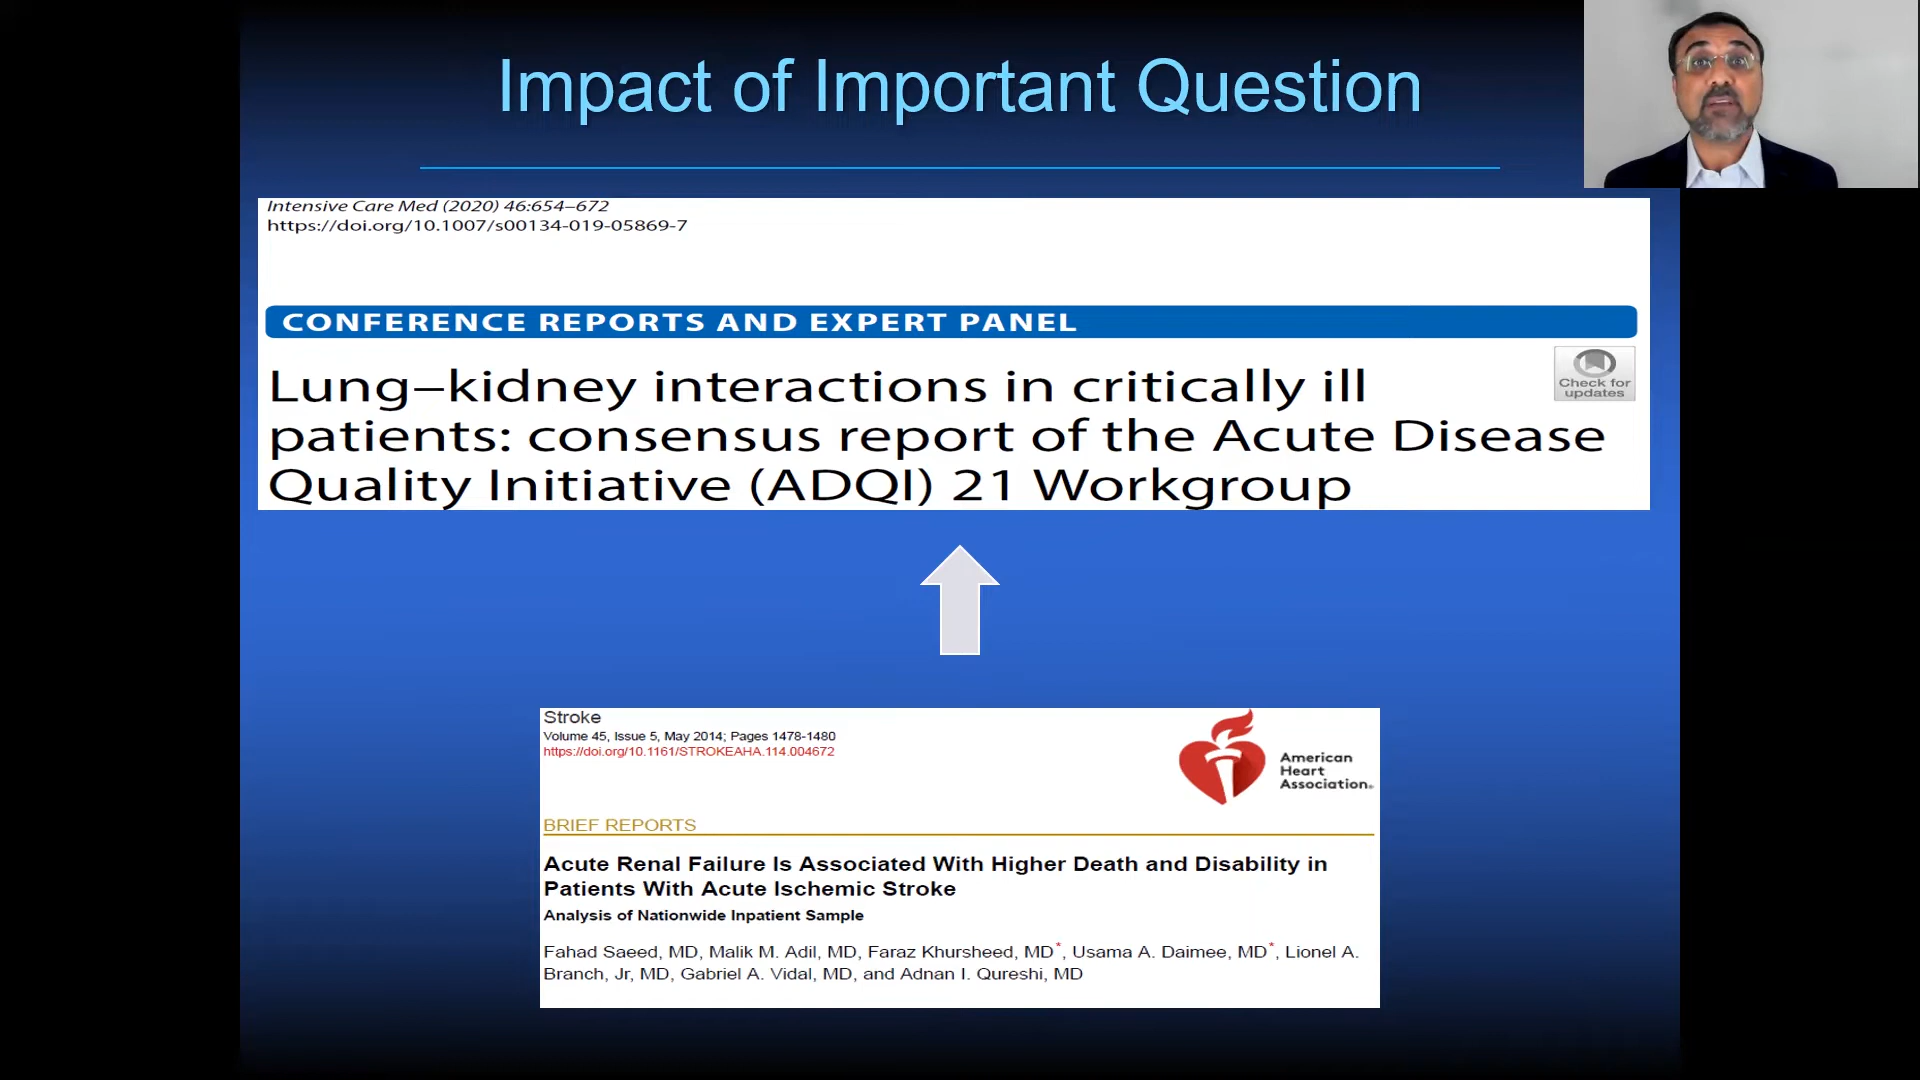 Impact of Important Question
Intensive Care Med (2020) 46:654–672
https://doi.org/10.1007/s00134-019-05869-7
CONFERENCE REPORTS AND EXPERT PANEL
Check for
updates
Lung–kidney interactions in critically ill
patients: consensus report of the Acute Disease
Quality Initiative (ADQI) 21 Workgroup
Stroke
Volume 45, Issue 5, May 2014; Pages 1478-1480
https://doi.org/10.1161/STROKEAHA.114.004672
American
Heart
Association®
BRIEF REPORTS
Acute Renal Failure Is Associated With Higher Death and Disability in
Patients With Acute Ischemic Stroke
Analysis of Nationwide Inpatient Sample
Fahad Saeed, MD, Malik M. Adil, MD, Faraz Khursheed, MD*, Usama A. Daimee, MD*, Lionel A.
Branch, Jr, MD, Gabriel A. Vidal, MD, and Adnan I. Qureshi, MD